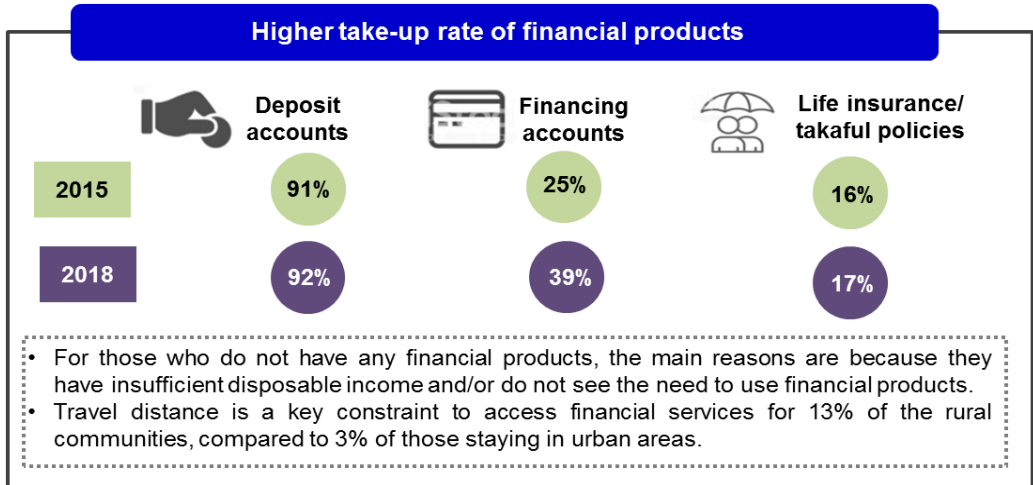 Higher take-up rate of financial products
Deposit accounts
Financing accounts
Life insurance/ takaful policies
2015
91%
25%
16%
2018
92%
39%
17%
• For those who do not have any financial products, the main reasons are because they
have insufficient disposable income and/or do not see the need to use financial products.
• Travel distance is a key constraint to access financial services for 13% of the rural
communities, compared to 3% of those staying in urban areas.